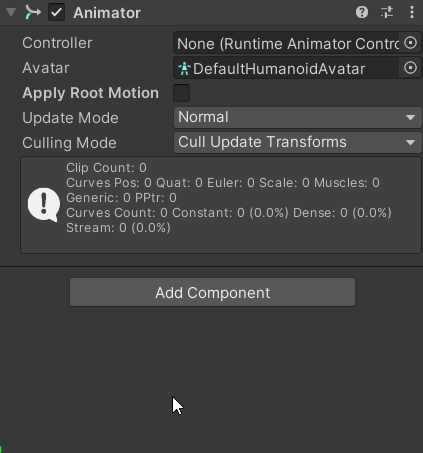 Animator
Controller None (Runtime Animator Contro
Avatar DefaultHumanoidAvatar
Apply Root Motion
Update Mode Normal
Culling Mode Cull Update Transforms
Clip Count: 0
Curves Pos: 0 Quat: 0 Euler: 0 Scale: 0 Muscles: 0
Generic: 0 PPtr: 0
Curves Count: 0 Constant: 0 (0.0%) Dense: 0 (0.0%)
Stream: 0 (0.0%)
Add Component